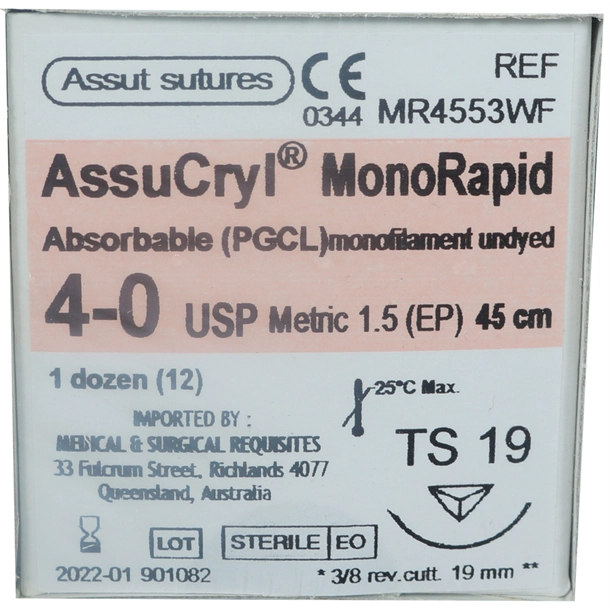 Assut sutures CE REF
0344 MR4553WF
AssuCryl® MonoRapid
Absorbable (PGCL)monofilament undyed
4-0 USP Metric 1.5 (EP) 45 cm
1 dozen (12)
25°C Max.
IMPORTED BY :
MEDICAL & SURGICAL REQUISITES
33 Fulcrum Street, Richlands 4077
Queensland, Australia
TS 19
LOT STERILE EO
2022-01 901082 * 3/8 rev.cutt. 19 mm **